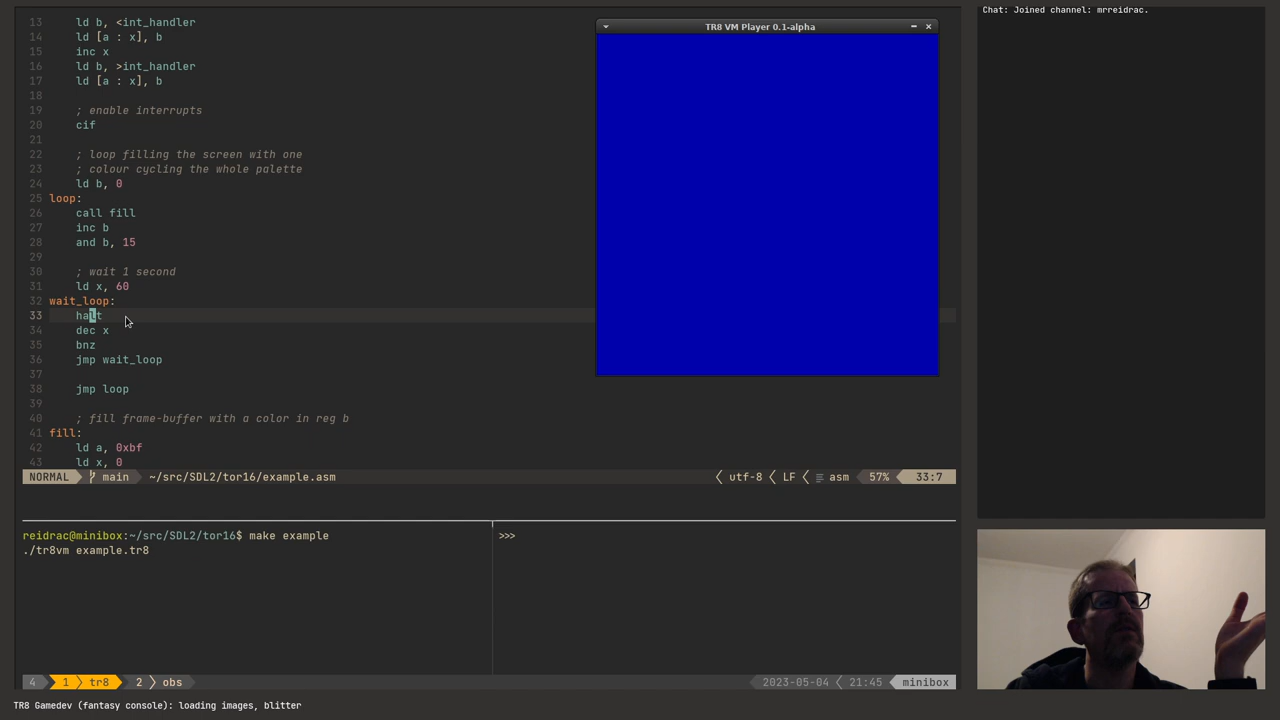 13 ld b, <int_handler
14 ld [a : x], b
15 inc x
16 ld b, >int_handler
17 ld [a : x], b
18
19 ; enable interrupts
20 cif
21
22 ; loop filling the screen with one
23 ; colour cycling the whole palette
24 ld b, 0
25 loop:
26 call fill
27 inc b
28 and b, 15
29
30 ; wait 1 second
31 ld x, 60
32 wait_loop:
33 halt
34 dec x
35 bnz
36 jmp wait_loop
37
38 jmp loop
39
40 ; fill frame-buffer with a color in reg b
41 fill:
42 ld a, 0xbf
43 ld x, 0
NORMAL main ~/src/SDL2/tor16/example.asm utf-8 LF asm 57% 33:7
TR8 VM Player 0.1-alpha
Chat: Joined channel: mrreidrac.
reidrac@minibox:~/src/SDL2/tor16$ make example
./tr8vm example.tr8
>>>
4 1 tr8 2 obs 2023-05-04 21:45 minibox
TR8 Gamedev (fantasy console): loading images, blitter